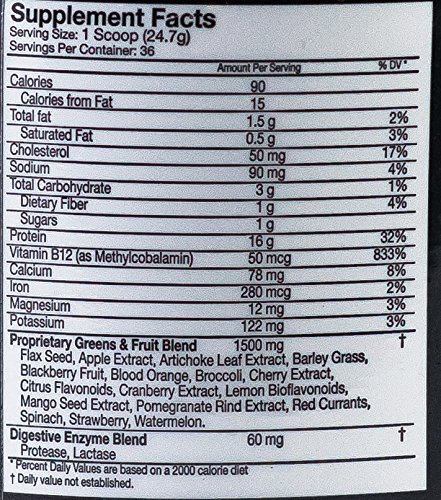 Supplement Facts
Serving Size: 1 Scoop (24.7g)
Servings Per Container: 36
Amount Per Serving % DV*
Calories 90
Calories from Fat 15
Total fat 1.5 g 2%
Saturated Fat 0.5 g 3%
Cholesterol 50 mg 17%
Sodium 90 mg 4%
Total Carbohydrate 3 g 1%
Dietary Fiber 1 g 4%
Sugars 1 g
Protein 16 g 32%
Vitamin B12 (as Methylcobalamin) 50 mcg 833%
Calcium 78 mg 8%
Iron 280 mcg 2%
Magnesium 12 mg 3%
Potassium 122 mg 3%
Proprietary Greens & Fruit Blend 1500 mg †
Flax Seed, Apple Extract, Artichoke Leaf Extract, Barley Grass,
Blackberry Fruit, Blood Orange, Broccoli, Cherry Extract,
Citrus Flavonoids, Cranberry Extract, Lemon Bioflavonoids,
Mango Seed Extract, Pomegranate Rind Extract, Red Currants,
Spinach, Strawberry, Watermelon.
Digestive Enzyme Blend 60 mg †
Protease, Lactase
* Percent Daily Values are based on a 2000 calorie diet
† Daily value not established.